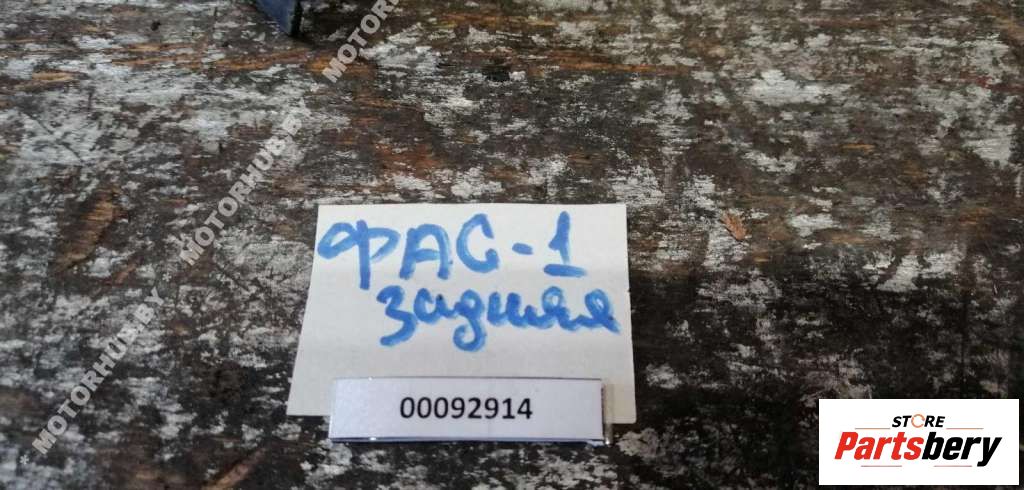 MOTORHUB.BY
MOTORHUB.BY
MOTORHUB.BY
ФАС-1
задняя
00092914
STORE
Partsbery